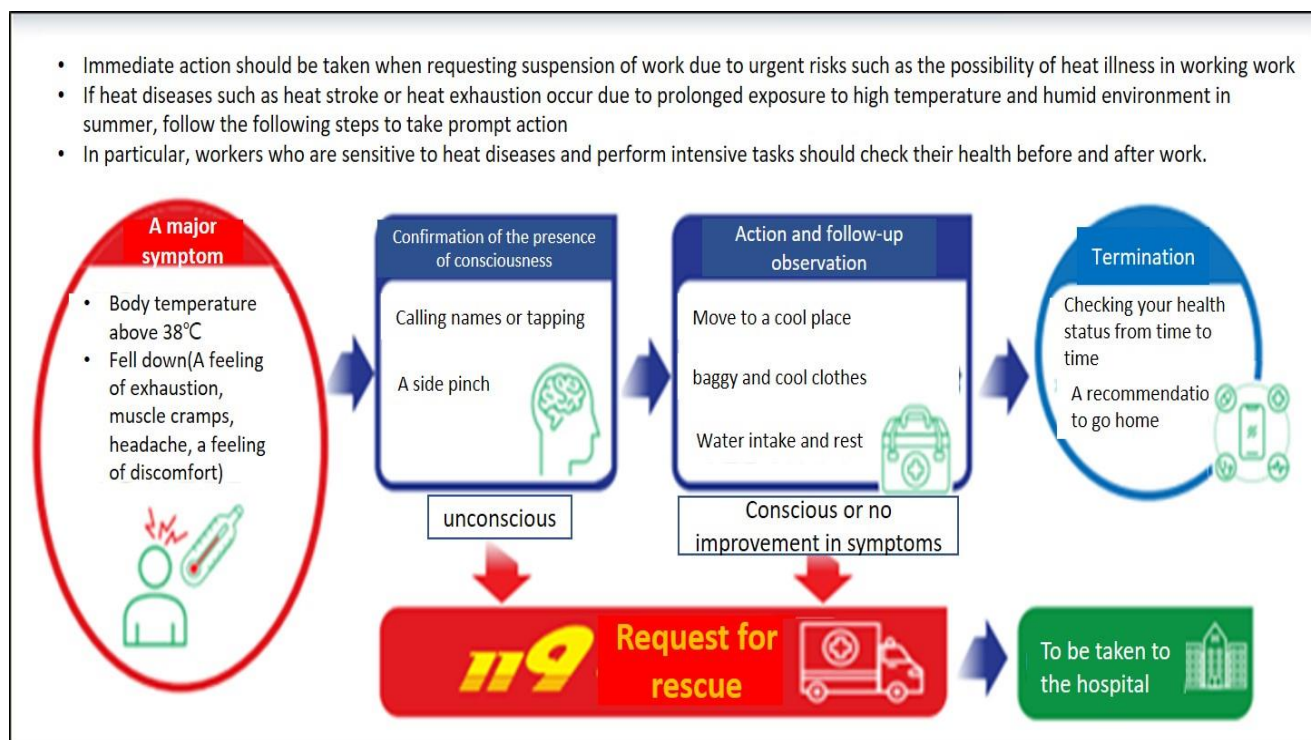 • Immediate action should be taken when requesting suspension of work due to urgent risks such as the possibility of heat illness in working work
• If heat diseases such as heat stroke or heat exhaustion occur due to prolonged exposure to high temperature and humid environment in
summer, follow the following steps to take prompt action
• In particular, workers who are sensitive to heat diseases and perform intensive tasks should check their health before and after work.
A major
symptom
• Body temperature
above 38℃
• Fell down(A feeling
of exhaustion,
muscle cramps,
headache, a feeling
of discomfort)
Confirmation of the presence
of consciousness
Calling names or tapping
A side pinch
unconscious
Action and follow-up
observation
Move to a cool place
baggy and cool clothes
Water intake and rest
Conscious or no
improvement in symptoms
Termination
Checking your health
status from time to
time
A recommendatio
to go home
119
Request for
rescue
To be taken to
the hospital